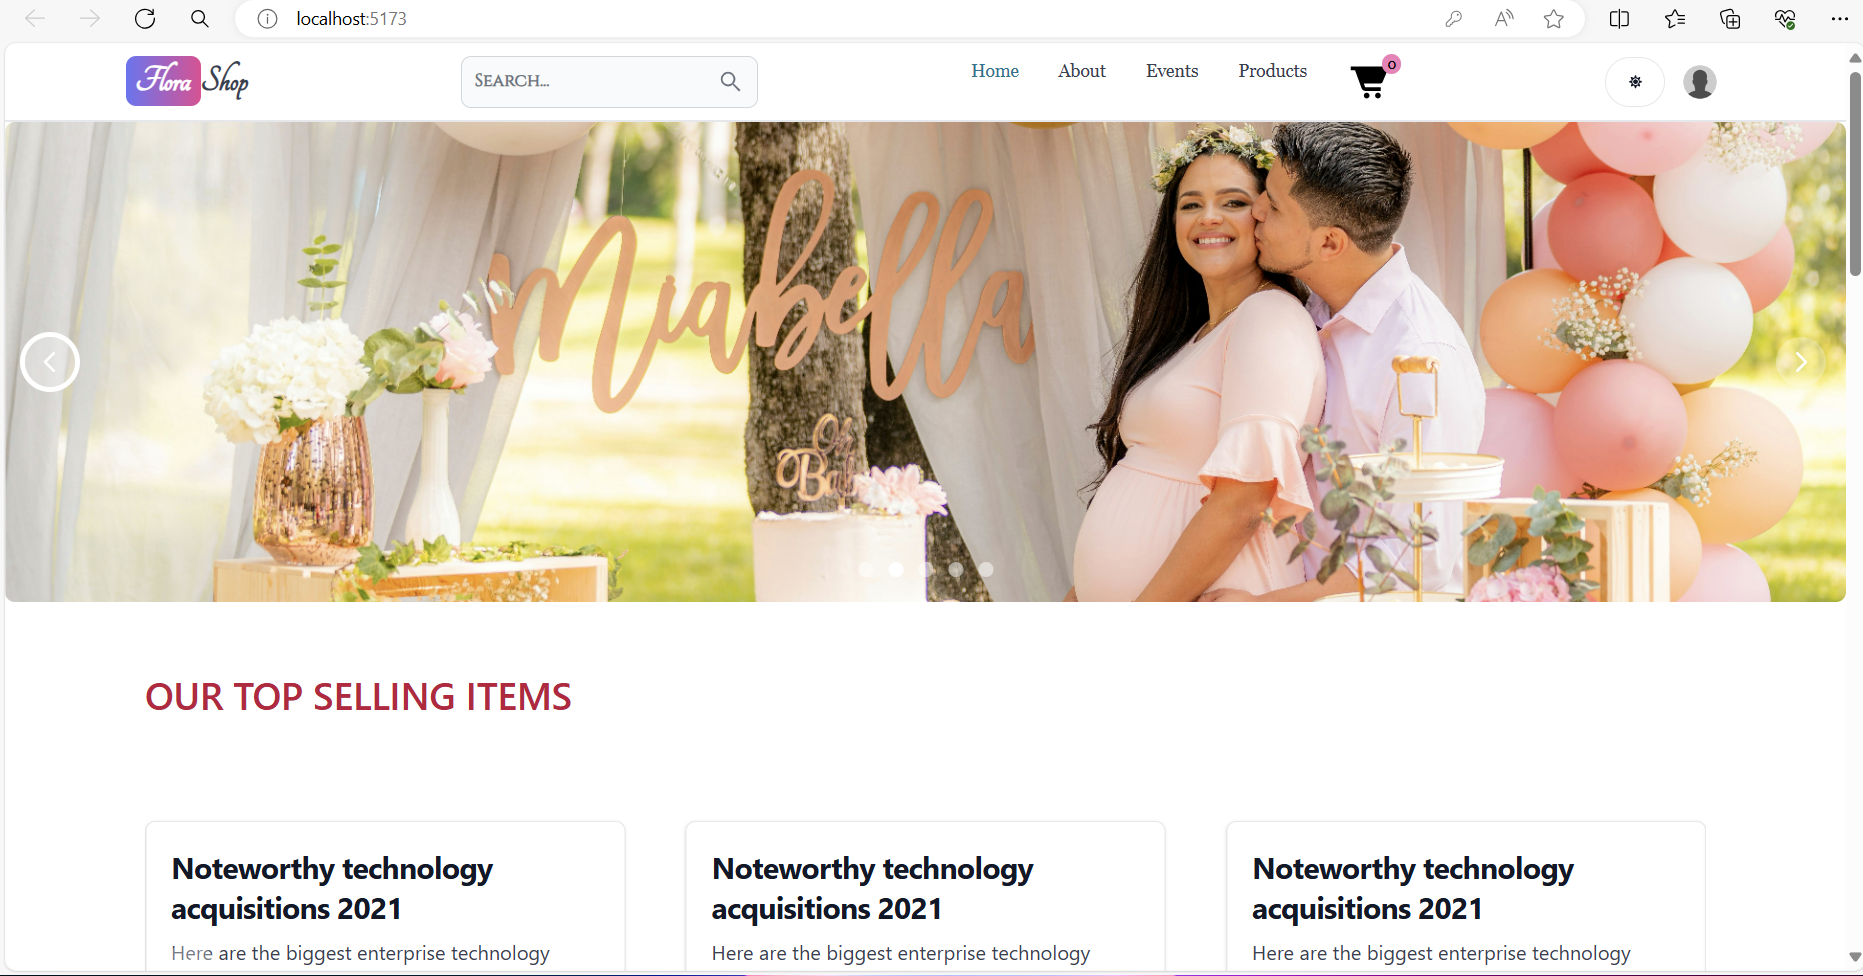 localhost:5173
Flora Shop
Search...
Home
About
Events
Products
0
Miabella
Oh
Baby
OUR TOP SELLING ITEMS
Noteworthy technology
acquisitions 2021
Here are the biggest enterprise technology
Noteworthy technology
acquisitions 2021
Here are the biggest enterprise technology
Noteworthy technology
acquisitions 2021
Here are the biggest enterprise technology